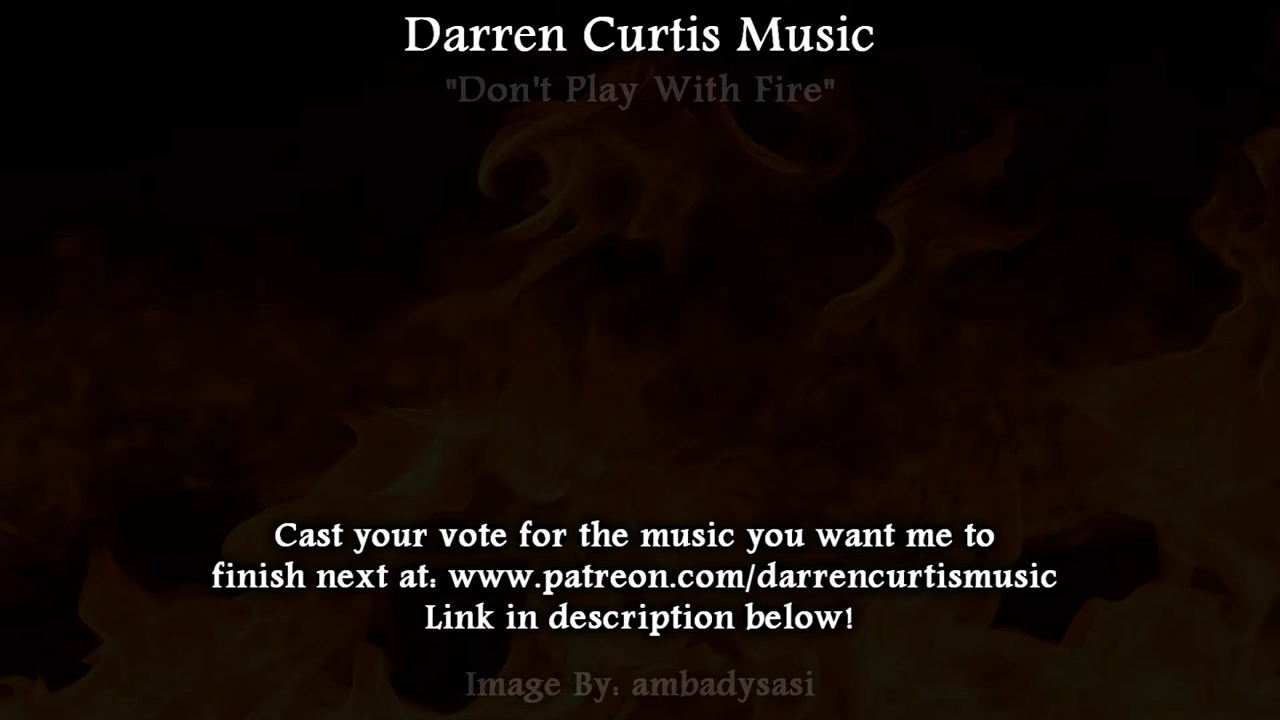 Darren Curtis Music
"Don't Play With Fire"
Cast your vote for the music you want me to
finish next at: www.patreon.com/darrencurtismusic
Link in description below!
Image By: ambadysasi